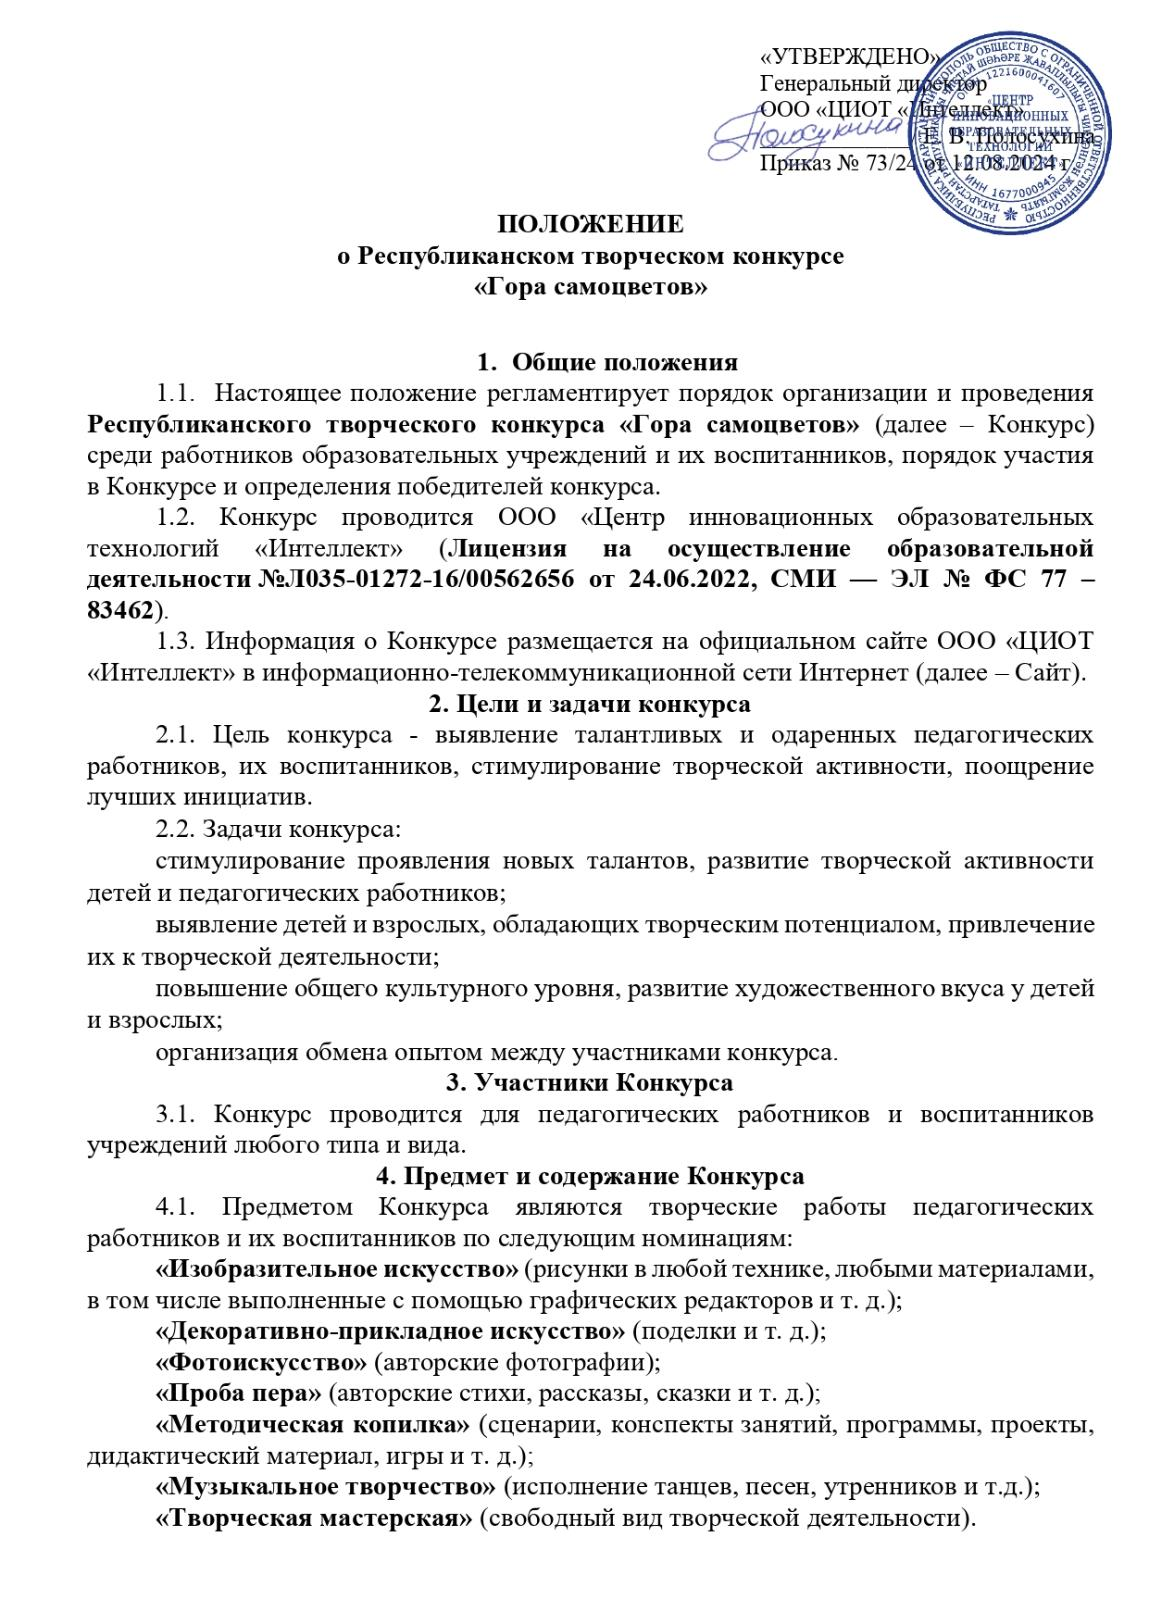 «УТВЕРЖДЕНО»
Генеральный директор
ООО «ЦИОТ «Интеллект»
Полосухина
Е. В. Полосухина
Приказ № 73/24 от 12.08.2024 г
ОГРН 1221600041607
«ЦЕНТР
ИННОВАЦИОННЫХ
ОБРАЗОВАТЕЛЬНЫХ
ТЕХНОЛОГИЙ
«ИНТЕЛЛЕКТ»
ИНН 1677000945
ПОЛОЖЕНИЕ
о Республиканском творческом конкурсе
«Гора самоцветов»
1. Общие положения
1.1. Настоящее положение регламентирует порядок организации и проведения
Республиканского творческого конкурса «Гора самоцветов» (далее – Конкурс)
среди работников образовательных учреждений и их воспитанников, порядок участия
в Конкурсе и определения победителей конкурса.
1.2. Конкурс проводится ООО «Центр инновационных образовательных
технологий «Интеллект» (Лицензия на осуществление образовательной
деятельности №Л035-01272-16/00562656 от 24.06.2022, СМИ — ЭЛ № ФС 77 –
83462).
1.3. Информация о Конкурсе размещается на официальном сайте ООО «ЦИОТ
«Интеллект» в информационно-телекоммуникационной сети Интернет (далее – Сайт).
2. Цели и задачи конкурса
2.1. Цель конкурса - выявление талантливых и одаренных педагогических
работников, их воспитанников, стимулирование творческой активности, поощрение
лучших инициатив.
2.2. Задачи конкурса:
стимулирование проявления новых талантов, развитие творческой активности
детей и педагогических работников;
выявление детей и взрослых, обладающих творческим потенциалом, привлечение
их к творческой деятельности;
повышение общего культурного уровня, развитие художественного вкуса у детей
и взрослых;
организация обмена опытом между участниками конкурса.
3. Участники Конкурса
3.1. Конкурс проводится для педагогических работников и воспитанников
учреждений любого типа и вида.
4. Предмет и содержание Конкурса
4.1. Предметом Конкурса являются творческие работы педагогических
работников и их воспитанников по следующим номинациям:
«Изобразительное искусство» (рисунки в любой технике, любыми материалами,
в том числе выполненные с помощью графических редакторов и т. д.);
«Декоративно-прикладное искусство» (поделки и т. д.);
«Фотоискусство» (авторские фотографии);
«Проба пера» (авторские стихи, рассказы, сказки и т. д.);
«Методическая копилка» (сценарии, конспекты занятий, программы, проекты,
дидактический материал, игры и т. д.);
«Музыкальное творчество» (исполнение танцев, песен, утренников и т.д.);
«Творческая мастерская» (свободный вид творческой деятельности).